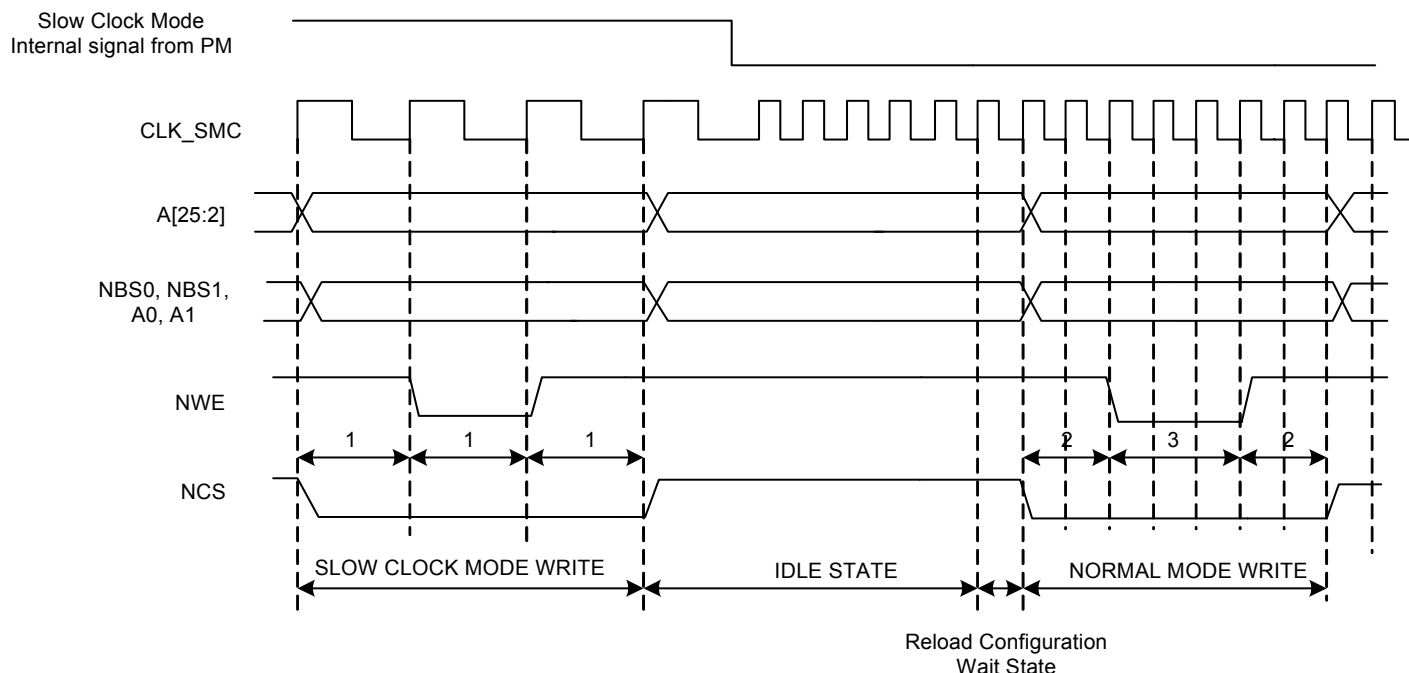 Slow Clock Mode
Internal signal from PM
CLK_SMC
A[25:2]
NBS0, NBS1,
A0, A1
NWE
1 1 1 2 3 2
NCS
SLOW CLOCK MODE WRITE IDLE STATE NORMAL MODE WRITE
Reload Configuration
Wait State